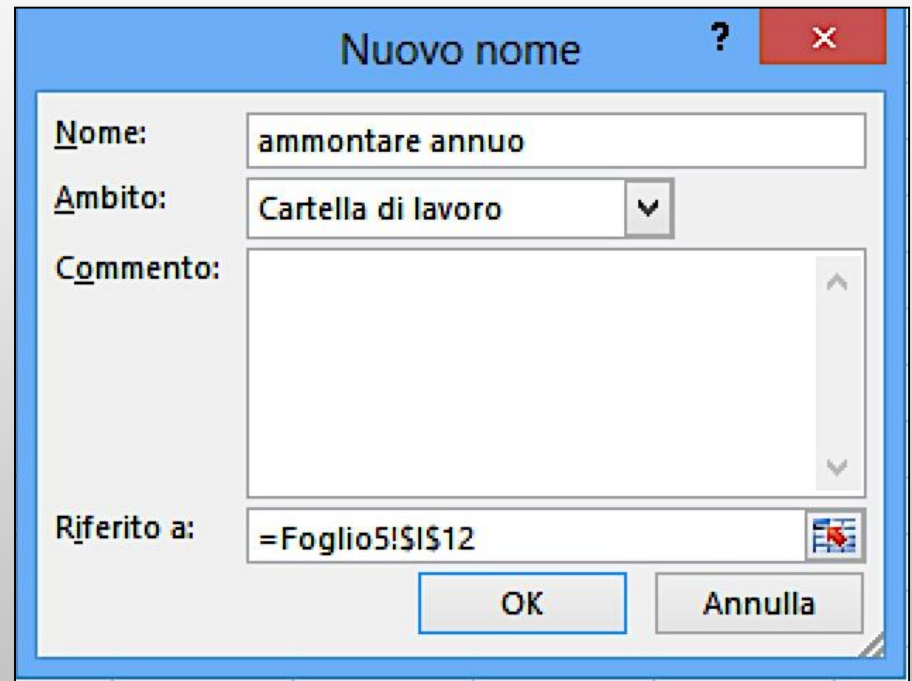 Nuovo nome ?
Nome: ammontare annuo
Ambito: Cartella di lavoro
Commento:
Riferito a: =Foglio5!$I$12
OK Annulla